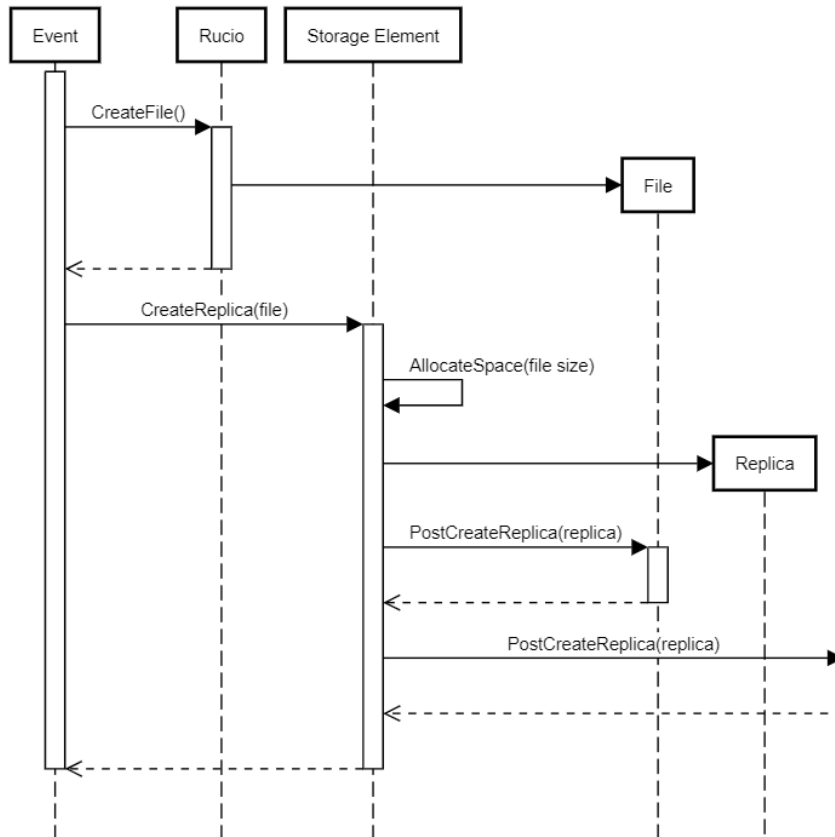 Event
Rucio
Storage Element
CreateFile()
File
CreateReplica(file)
AllocateSpace(file size)
Replica
PostCreateReplica(replica)
PostCreateReplica(replica)